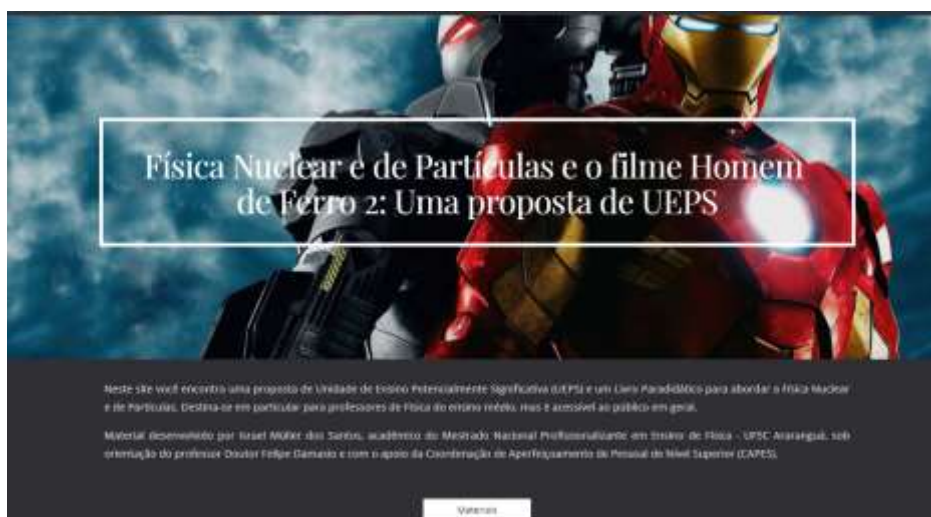 Física Nuclear e de Partículas e o filme Homem
de Ferro 2: Uma proposta de UEPS
Neste site você encontra uma proposta de Unidade de Ensino Potencialmente Significativa (UEPS) e um Livro Paradidático para abordar a Física Nuclear
e de Partículas. Destina-se em particular para professores de Física do ensino médio, mas é acessível ao público em geral.
Material desenvolvido por Israel Müller dos Santos, acadêmico do Mestrado Nacional Profissionalizante em Ensino de Física - UFSC Araranguá, sob
orientação do professor Doutor Felipe Damasio e com o apoio da Coordenação de Aperfeiçoamento de Pessoal de Nível Superior (CAPES).
Materiais